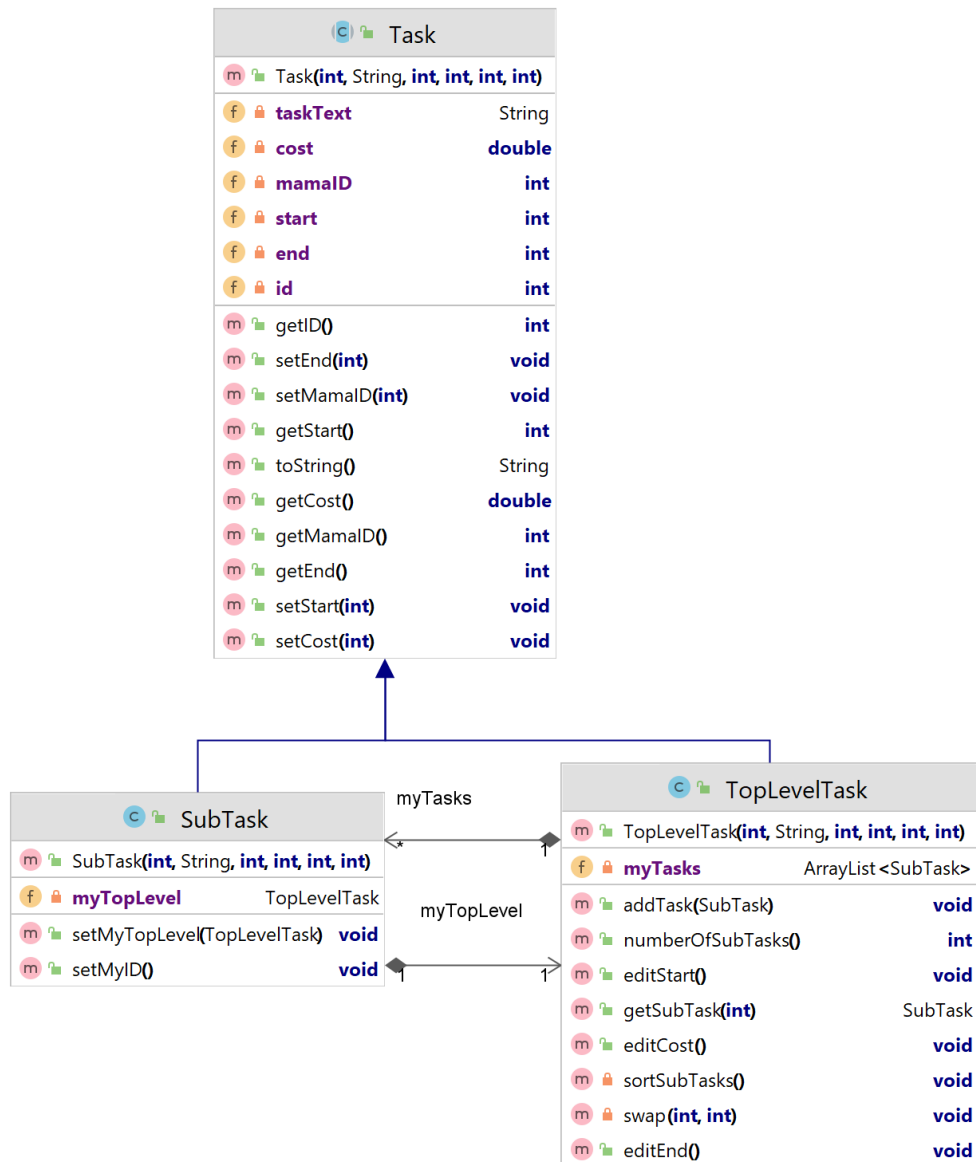 Task
Task(int, String, int, int, int, int)
taskText String
cost double
mamaID int
start int
end int
id int
getID() int
setEnd(int) void
setMamaID(int) void
getStart() int
toString() String
getCost() double
getMamaID() int
getEnd() int
setStart(int) void
setCost(int) void
SubTask
SubTask(int, String, int, int, int, int)
myTopLevel TopLevelTask
setMyTopLevel(TopLevelTask) void
setMyID() void
myTasks
* 1
myTopLevel
1 1
TopLevelTask
TopLevelTask(int, String, int, int, int, int)
myTasks ArrayList<SubTask>
addTask(SubTask) void
numberOfSubTasks() int
editStart() void
getSubTask(int) SubTask
editCost() void
sortSubTasks() void
swap(int, int) void
editEnd() void